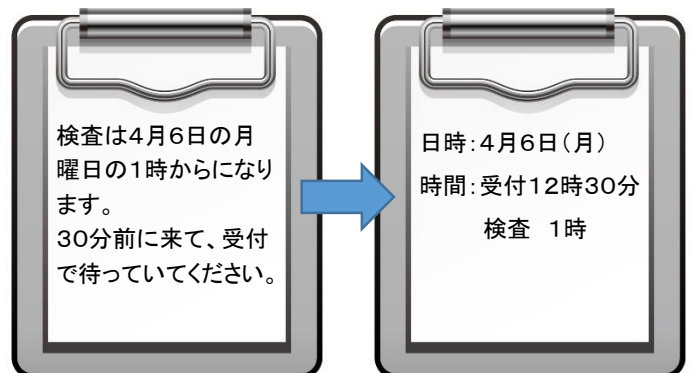 検査は4月6日の月
曜日の1時からになり
ます。
30分前に来て、受付
で待っていてください。
日時:4月6日(月)
時間:受付12時30分
検査 1時